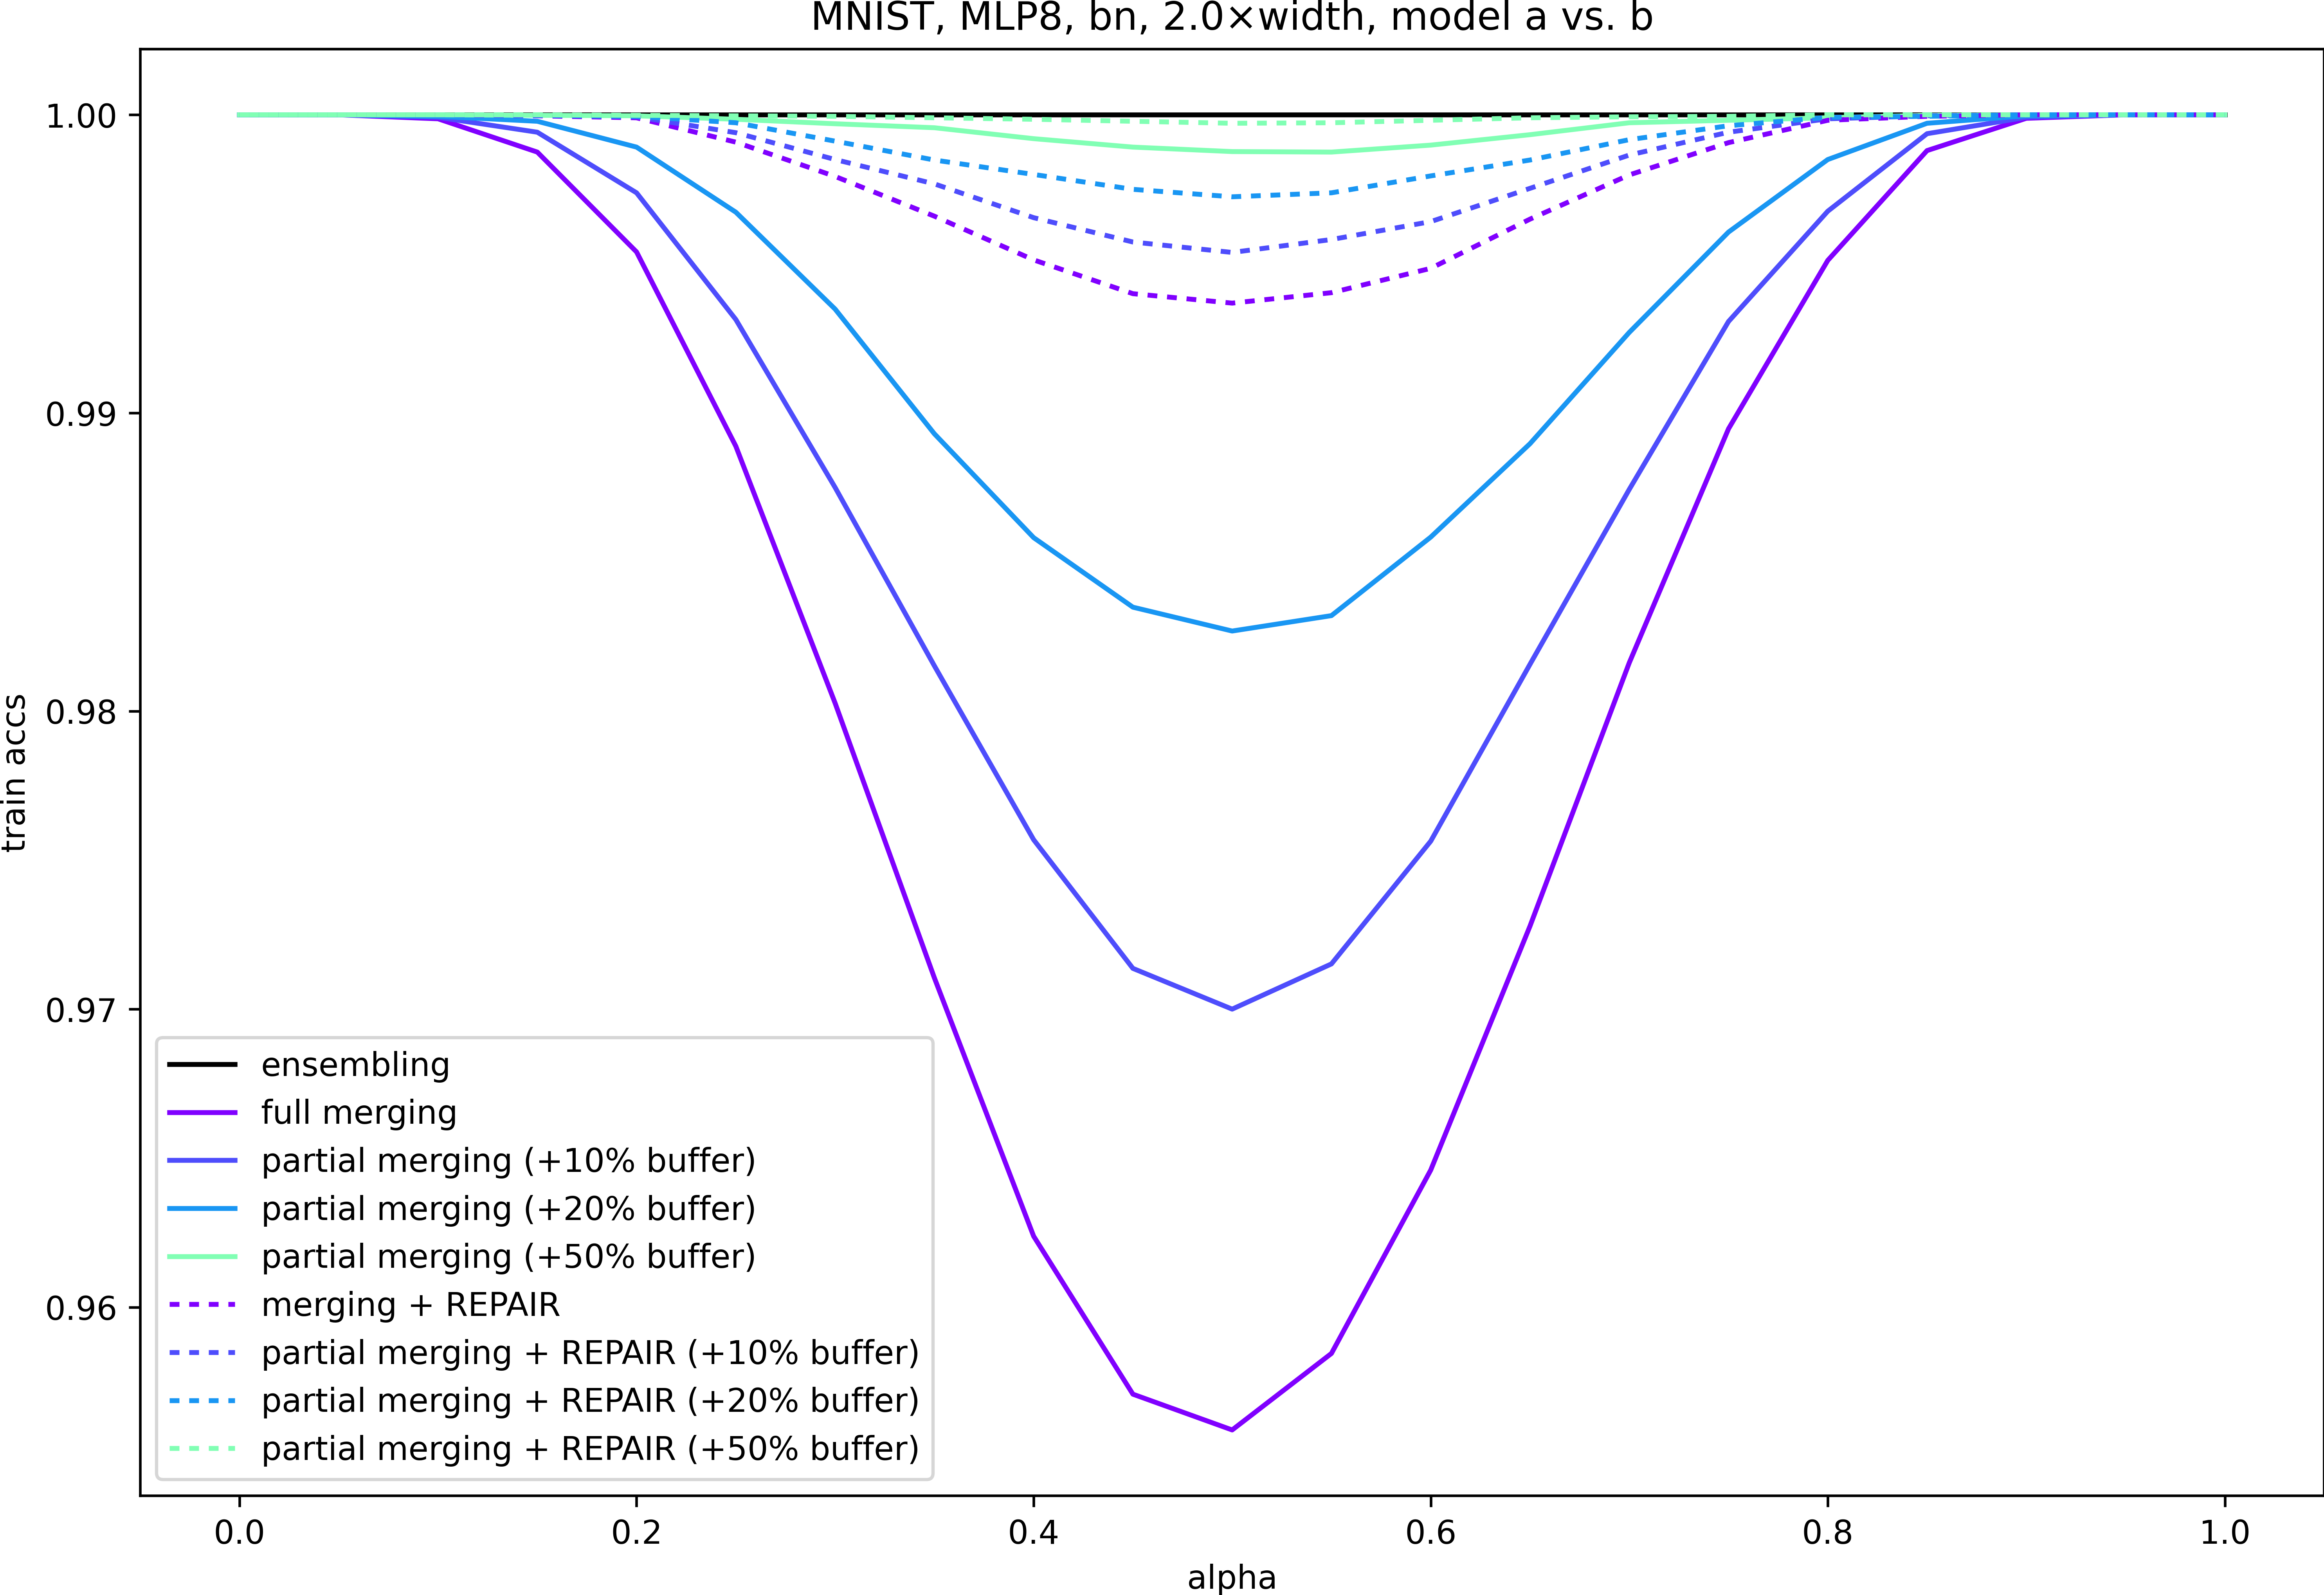 MNIST, MLP8, bn, 2.0×width, model a vs. b
train accs
1.00
0.99
0.98
0.97
0.96
ensembling
full merging
partial merging (+10% buffer)
partial merging (+20% buffer)
partial merging (+50% buffer)
merging + REPAIR
partial merging + REPAIR (+10% buffer)
partial merging + REPAIR (+20% buffer)
partial merging + REPAIR (+50% buffer)
0.0 0.2 0.4 0.6 0.8 1.0
alpha